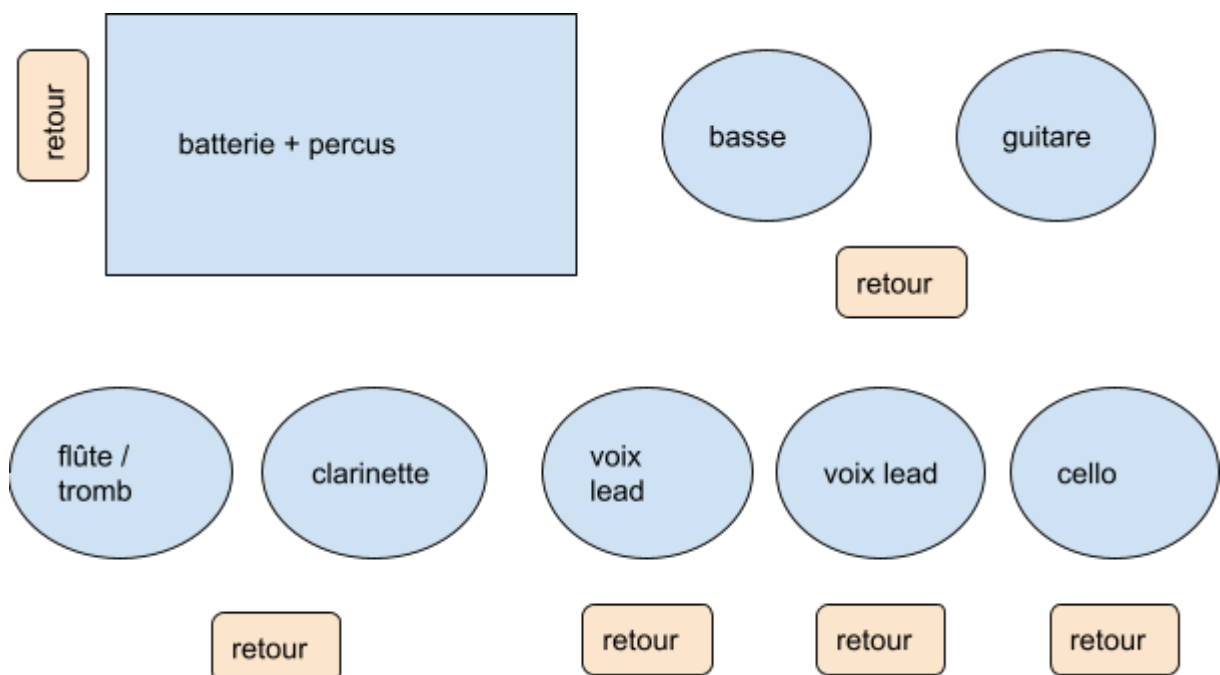 retour
batterie + percus
basse
guitare
retour
flûte /
tromb
clarinette
voix
lead
voix lead
cello
retour
retour
retour
retour